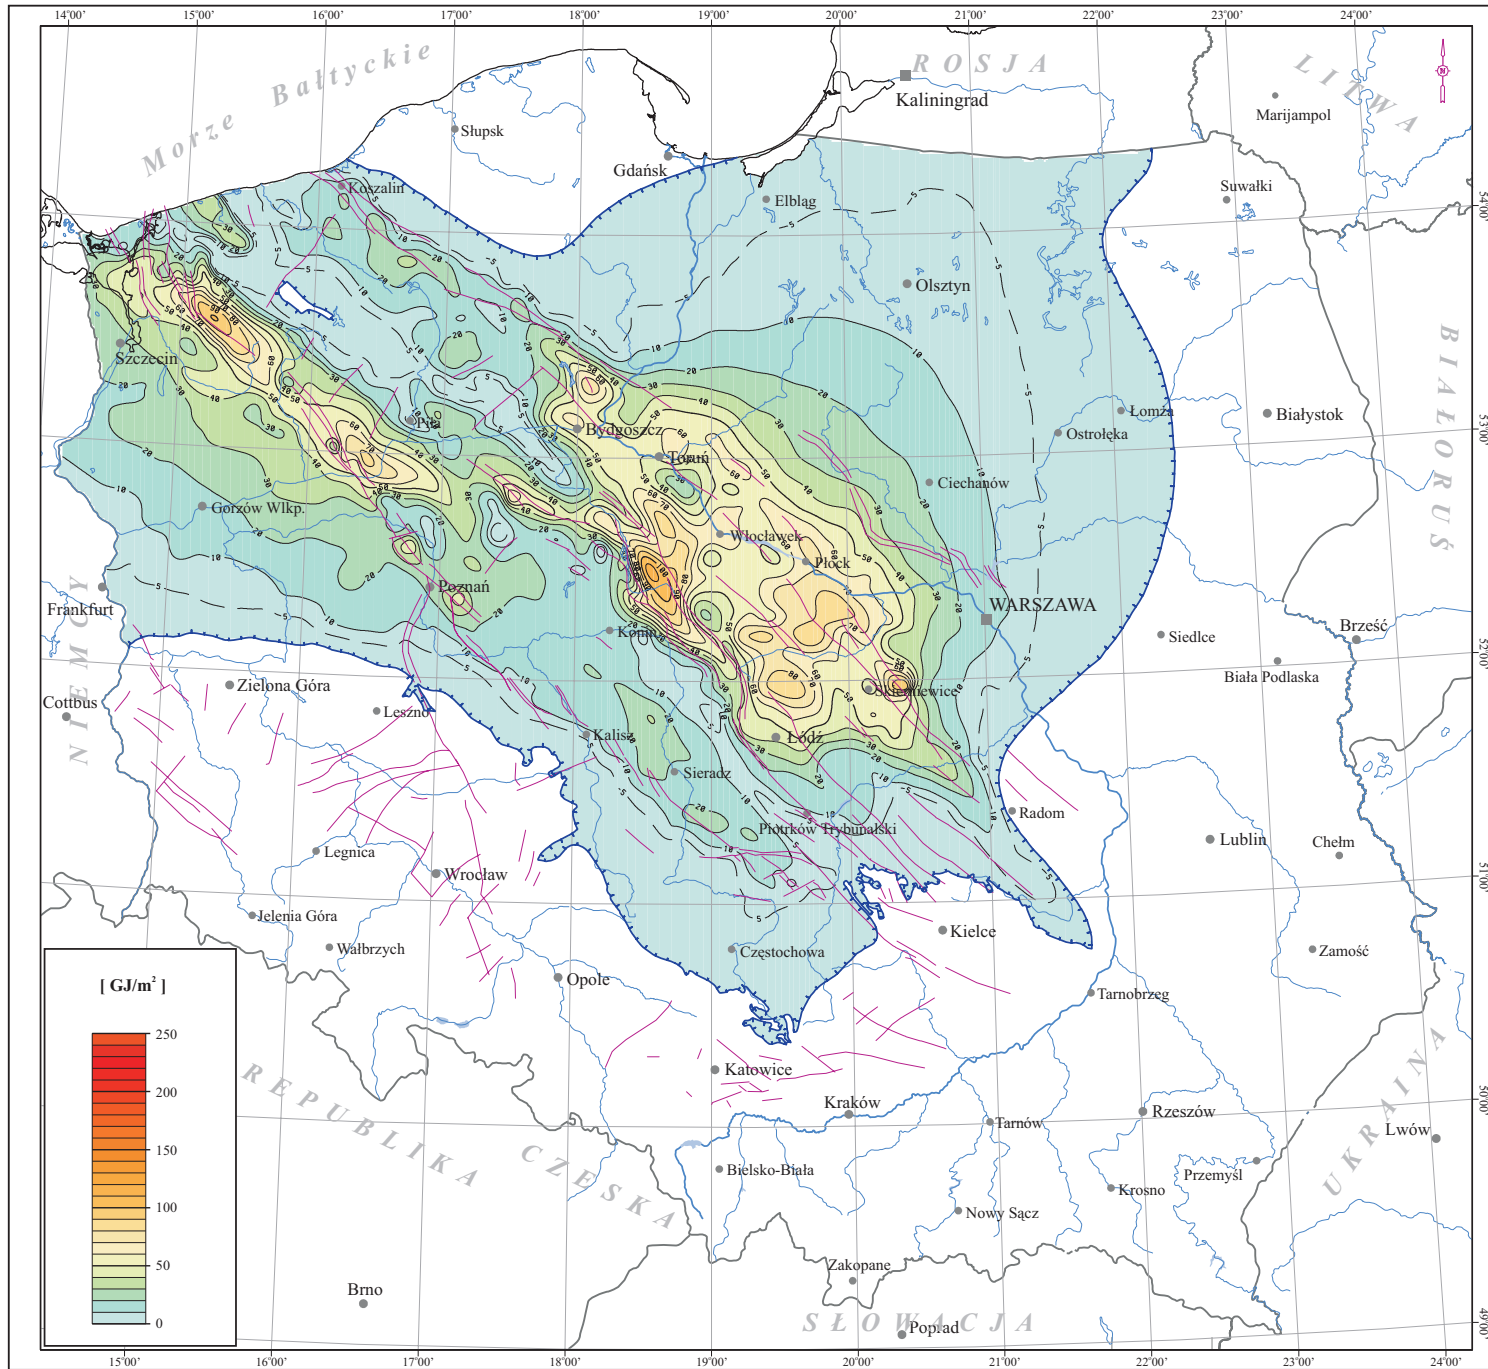 14°00' 15°00' 16°00' 17°00' 18°00' 19°00' 20°00' 21°00' 22°00' 23°00' 24°00'
Morze Bałtyckie
ROSJA
LITWA
Kaliningrad
Marijampol
Słupsk
Gdańsk
Koszalin
Elbląg
Suwałki
54°00'
Olsztyn
Szczecin
BIAŁORUŚ
Piła
Bydgoszcz
Łomża
Białystok
Ostrołęka
53°00'
Toruń
Ciechanów
Gorzów Wlkp.
Włocławek
Płock
Poznań
Frankfurt
NIEMCY
WARSZAWA
Konin
Siedlce
Brześć
52°00'
Biała Podlaska
Zielona Góra
Skierniewice
Cottbus
Leszno
Kalisz
Łódź
Sieradz
Radom
Piotrków Trybunalski
Lublin
Chełm
Legnica
Wrocław
51°00'
Jelenia Góra
Kielce
Wałbrzych
Częstochowa
Zamość
Opole
Tarnobrzeg
[ GJ/m² ]
250
200
150
100
50
0
REPUBLIKA CZESKA
Katowice
Kraków
Tarnów
Rzeszów
50°00'
Lwów
UKRAINA
Bielsko-Biała
Przemyśl
Krosno
Nowy Sącz
Zakopane
Brno
SŁOWACJA
Poprad
49°00'
15°00' 16°00' 17°00' 18°00' 19°00' 20°00' 21°00' 22°00' 23°00' 24°00'
N